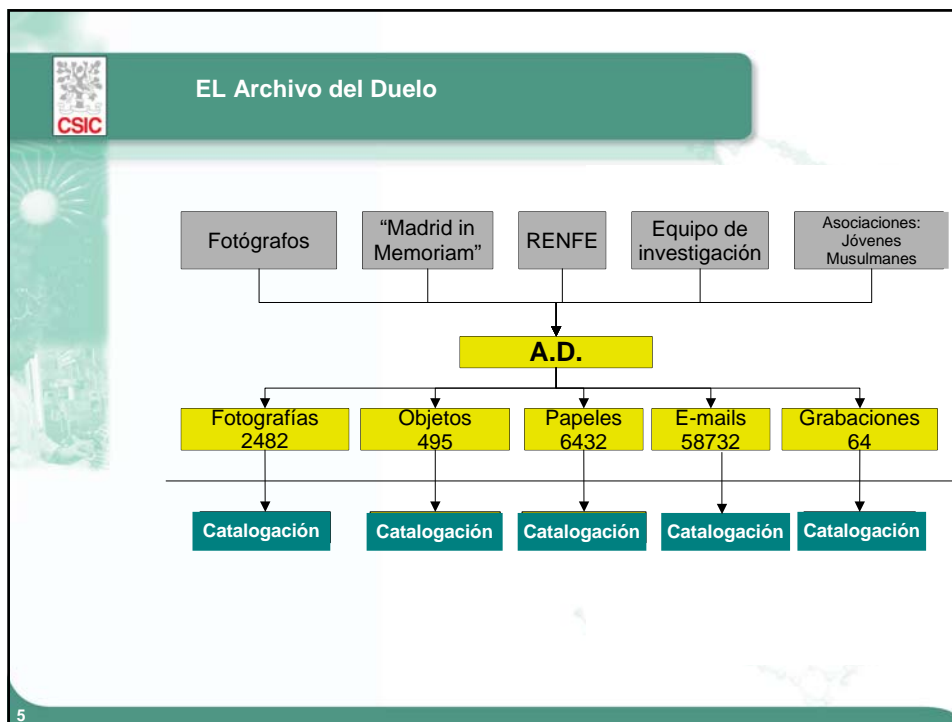 CSIC
EL Archivo del Duelo
Fotógrafos
“Madrid in
Memoriam”
RENFE
Equipo de
investigación
Asociaciones:
Jóvenes
Musulmanes
A.D.
Fotografías
2482
Objetos
495
Papeles
6432
E-mails
58732
Grabaciones
64
Catalogación
Catalogación
Catalogación
Catalogación
Catalogación
5